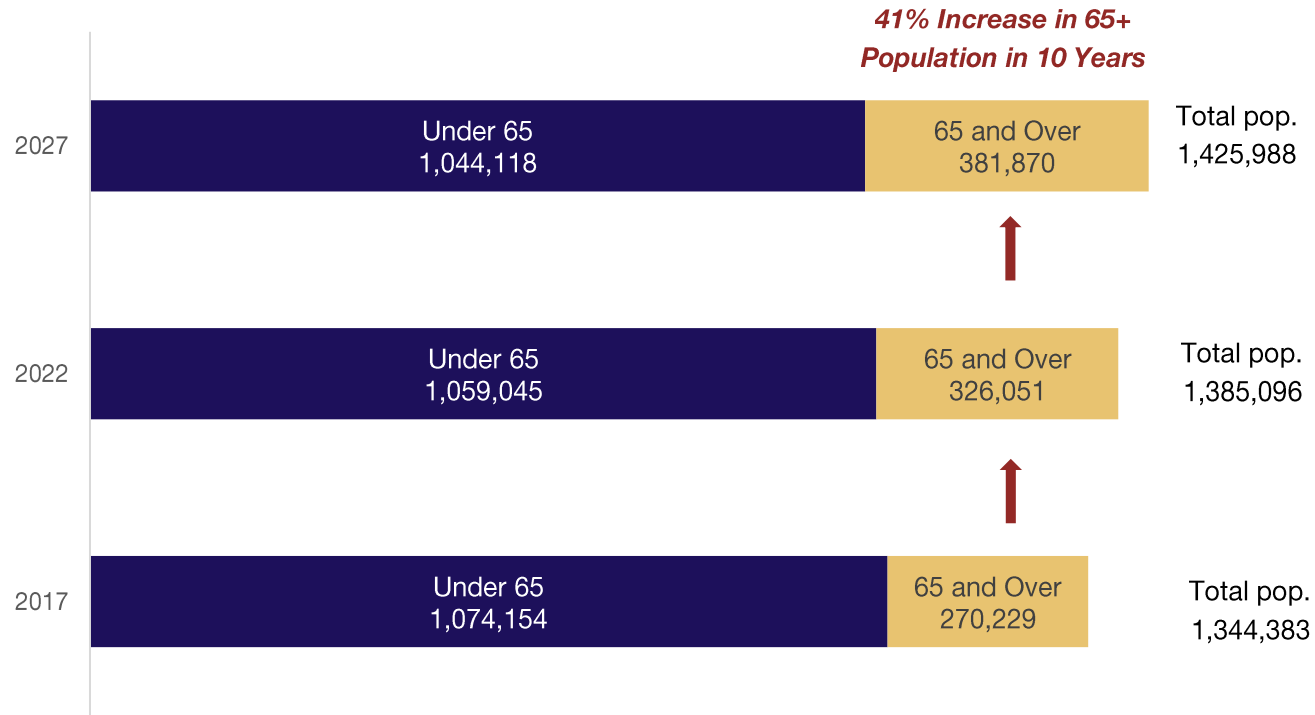 41% Increase in 65+
Population in 10 Years
2027
Under 65
1,044,118
65 and Over
381,870
Total pop.
1,425,988
2022
Under 65
1,059,045
65 and Over
326,051
Total pop.
1,385,096
2017
Under 65
1,074,154
65 and Over
270,229
Total pop.
1,344,383